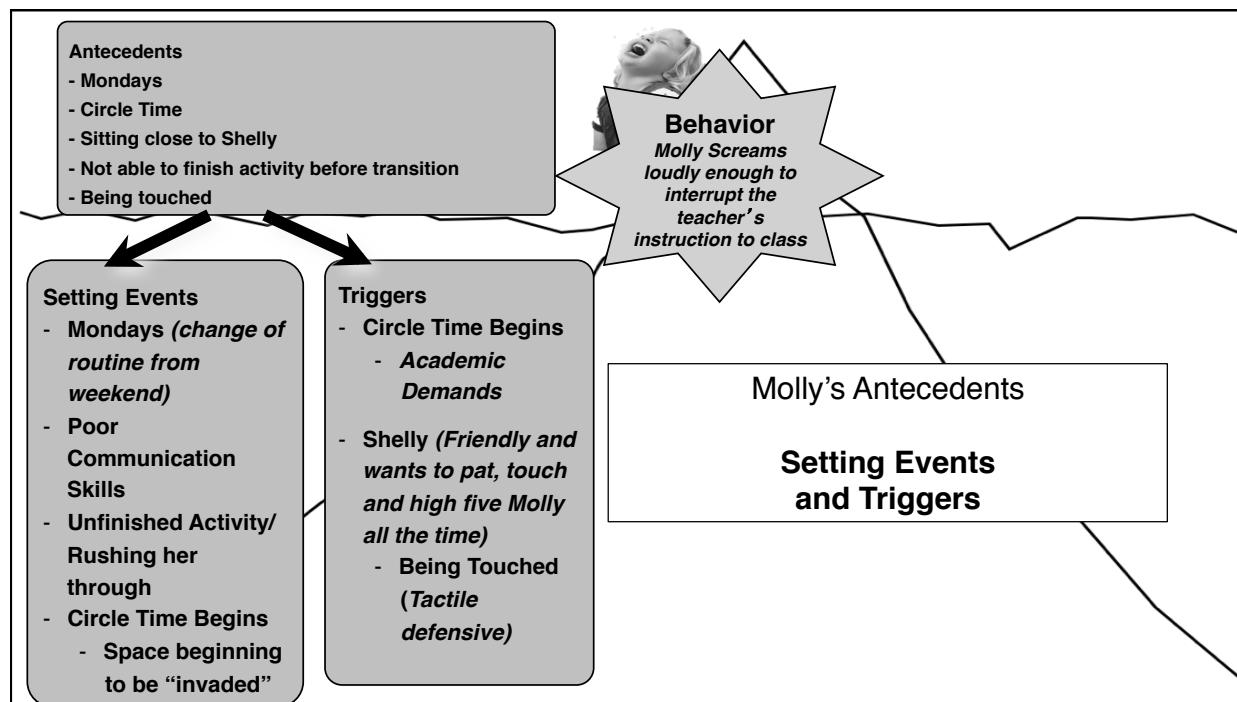 Antecedents
- Mondays
- Circle Time
- Sitting close to Shelly
- Not able to finish activity before transition
- Being touched
Behavior
Molly Screams
loudly enough to
interrupt the
teacher’s
instruction to class
Setting Events
- Mondays (change of
routine from
weekend)
- Poor
Communication
Skills
- Unfinished Activity/
Rushing her
through
- Circle Time Begins
- Space beginning
to be “invaded”
Triggers
- Circle Time Begins
- Academic
Demands
- Shelly (Friendly and
wants to pat, touch
and high five Molly
all the time)
- Being Touched
(Tactile
defensive)
Molly’s Antecedents
Setting Events
and Triggers